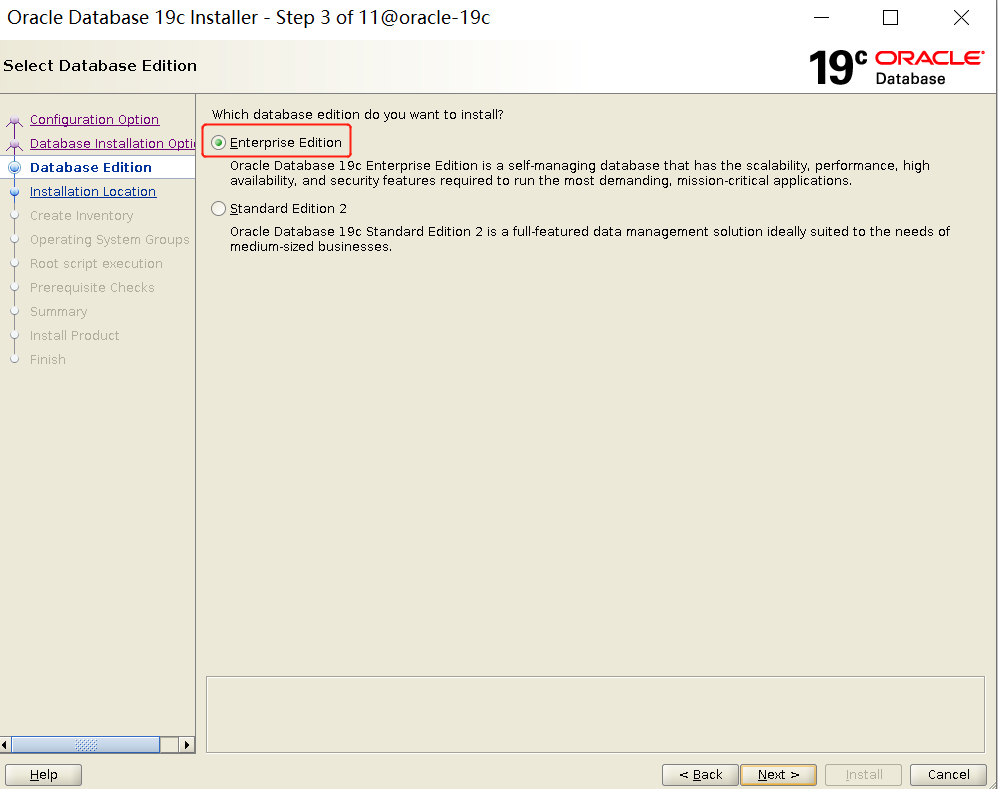 Oracle Database 19c Installer - Step 3 of 11@oracle-19c
Select Database Edition
19c ORACLE
Database
Configuration Option
Database Installation Opti
Database Edition
Installation Location
Create Inventory
Operating System Groups
Root script execution
Prerequisite Checks
Summary
Install Product
Finish
Which database edition do you want to install?
Enterprise Edition
Oracle Database 19c Enterprise Edition is a self-managing database that has the scalability, performance, high
availability, and security features required to run the most demanding, mission-critical applications.
Standard Edition 2
Oracle Database 19c Standard Edition 2 is a full-featured data management solution ideally suited to the needs of
medium-sized businesses.
Help
< Back
Next >
Install
Cancel